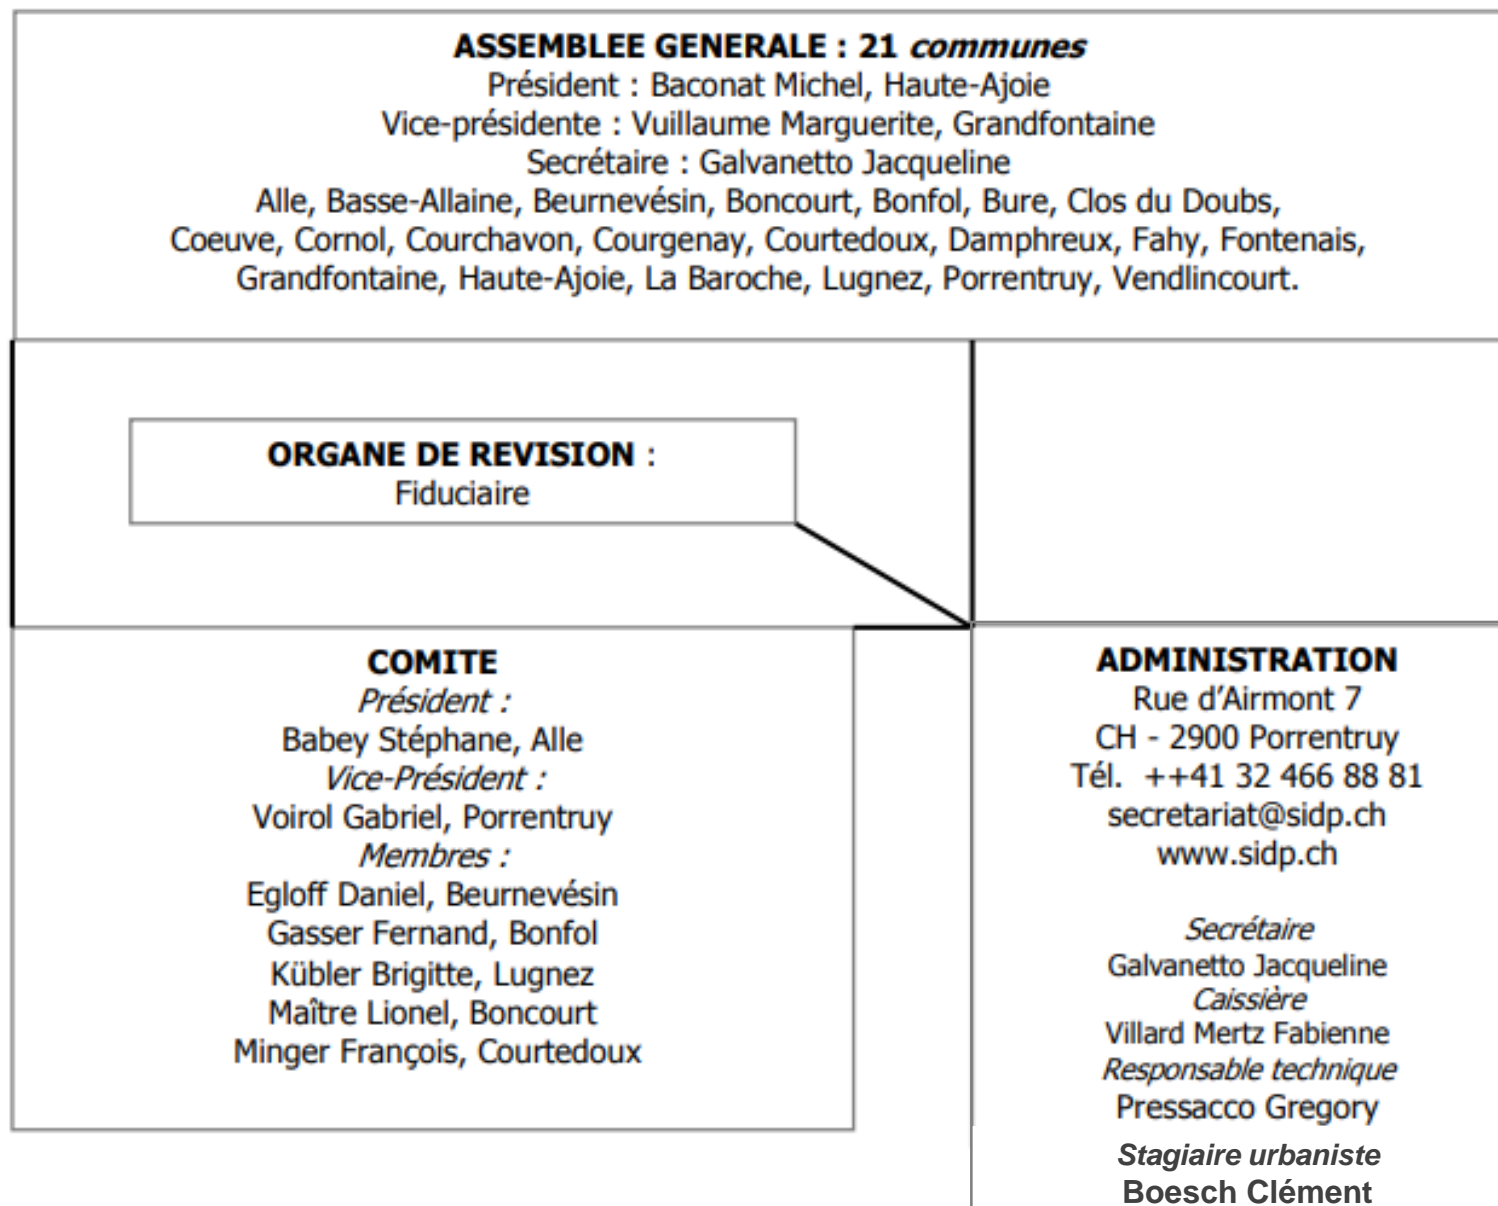 ASSEMBLEE GENERALE : 21 communes
Président : Baconat Michel, Haute-Ajoie
Vice-présidente : Vuillaume Marguerite, Grandfontaine
Secrétaire : Galvanetto Jacqueline
Alle, Basse-Allaine, Beurnevésin, Boncourt, Bonfol, Bure, Clos du Doubs,
Coeuve, Cornol, Courchavon, Courgenay, Courtedoux, Damphreux, Fahy, Fontenais,
Grandfontaine, Haute-Ajoie, La Baroche, Lugnez, Porrentruy, Vendlincourt.
ORGANE DE REVISION :
Fiduciaire
COMITE
Président :
Babey Stéphane, Alle
Vice-Président :
Voirol Gabriel, Porrentruy
Membres :
Egloff Daniel, Beurnevésin
Gasser Fernand, Bonfol
Kübler Brigitte, Lugnez
Maître Lionel, Boncourt
Minger François, Courtedoux
ADMINISTRATION
Rue d'Airmont 7
CH - 2900 Porrentruy
Tél. ++41 32 466 88 81
secretariat@sidp.ch
www.sidp.ch
Secrétaire
Galvanetto Jacqueline
Caissière
Villard Mertz Fabienne
Responsable technique
Pressacco Gregory
Stagiaire urbaniste
Boesch Clément